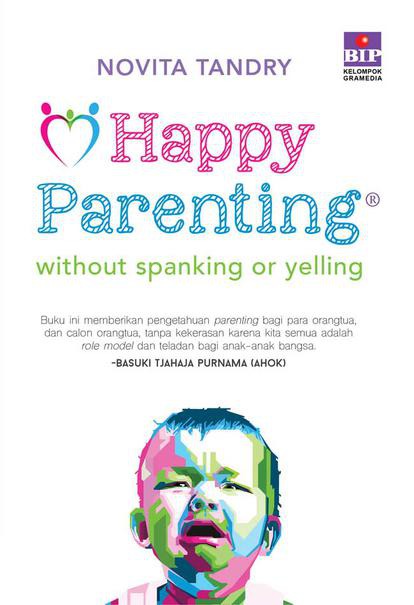 NOVITA TANDRY
BIP
KELOMPOK
GRAMEDIA
Happy
Parenting®
without spanking or yelling
Buku ini memberikan pengetahuan parenting bagi para orangtua,
dan calon orangtua, tanpa kekerasan karena kita semua adalah
role model dan teladan bagi anak-anak bangsa.
-BASUKI TJAHAJA PURNAMA (AHOK)